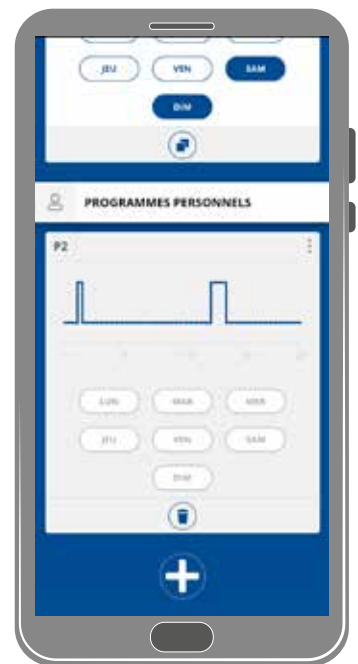 JEU VEN SAM
DIM
PROGRAMMES PERSONNELS
P2
LUN MAR MER
JEU VEN SAM
DIM